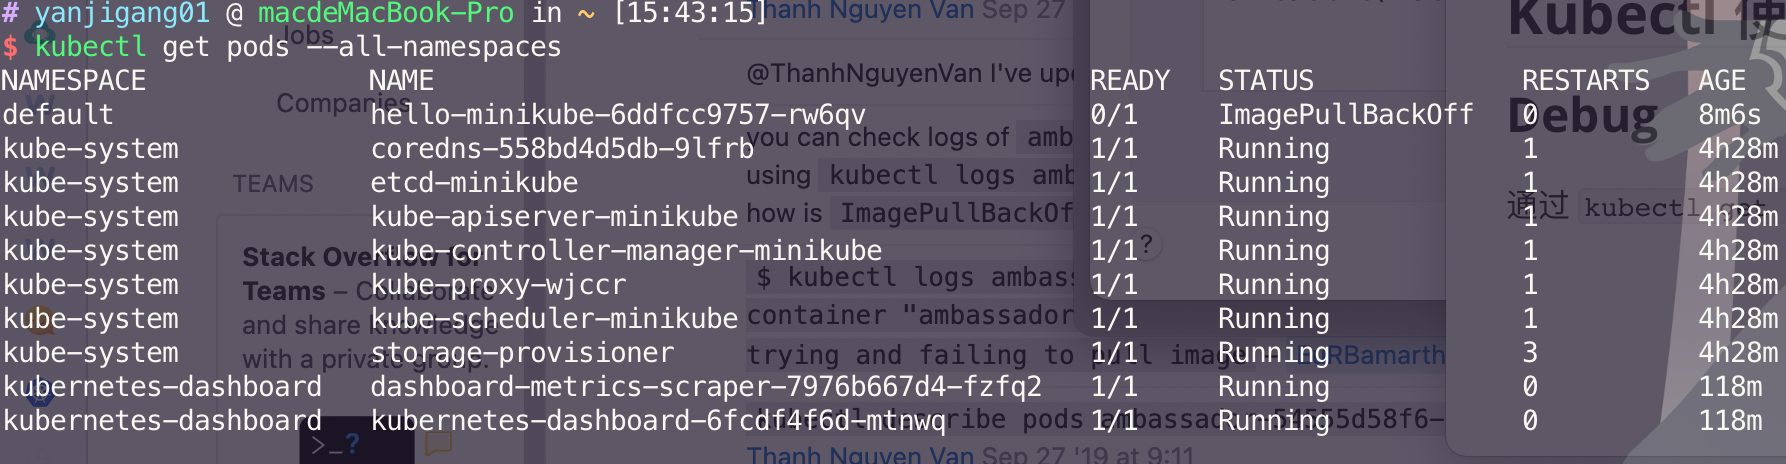 # yanjigang01 @ macdeMacBook-Pro in ~ [15:43:15]
$ kubectl get pods --all-namespaces
NAMESPACE NAME READY STATUS RESTARTS AGE
default hello-minikube-6ddfcc9757-rw6qv 0/1 ImagePullBackOff 0 8m6s
kube-system coredns-558bd4d5db-9lfrb 1/1 Running 1 4h28m
kube-system etcd-minikube 1/1 Running 1 4h28m
kube-system kube-apiserver-minikube 1/1 Running 1 4h28m
kube-system kube-controller-manager-minikube 1/1 Running 1 4h28m
kube-system kube-proxy-wjccr 1/1 Running 1 4h28m
kube-system kube-scheduler-minikube 1/1 Running 1 4h28m
kube-system storage-provisioner 1/1 Running 3 4h28m
kubernetes-dashboard dashboard-metrics-scraper-7976b667d4-fzfq2 1/1 Running 0 118m
kubernetes-dashboard kubernetes-dashboard-6fcdf4f6d-mtnwq 1/1 Running 0 118m
Jobs
Companies
TEAMS
Stack Overflow for
Teams – Collaborate
and share knowledge
with a private group.
>_?
Thanh Nguyen Van Sep 27
@ThanhNguyenVan I've
you can check logs of
using kubectl logs
how is
$ kubectl logs
container "ambassador
trying and failing to pull image
kubectl describe pods
Thanh Nguyen Van Sep 27 '19 at 9:11
?
Kubectl 使
Debug
通过 kubectl get